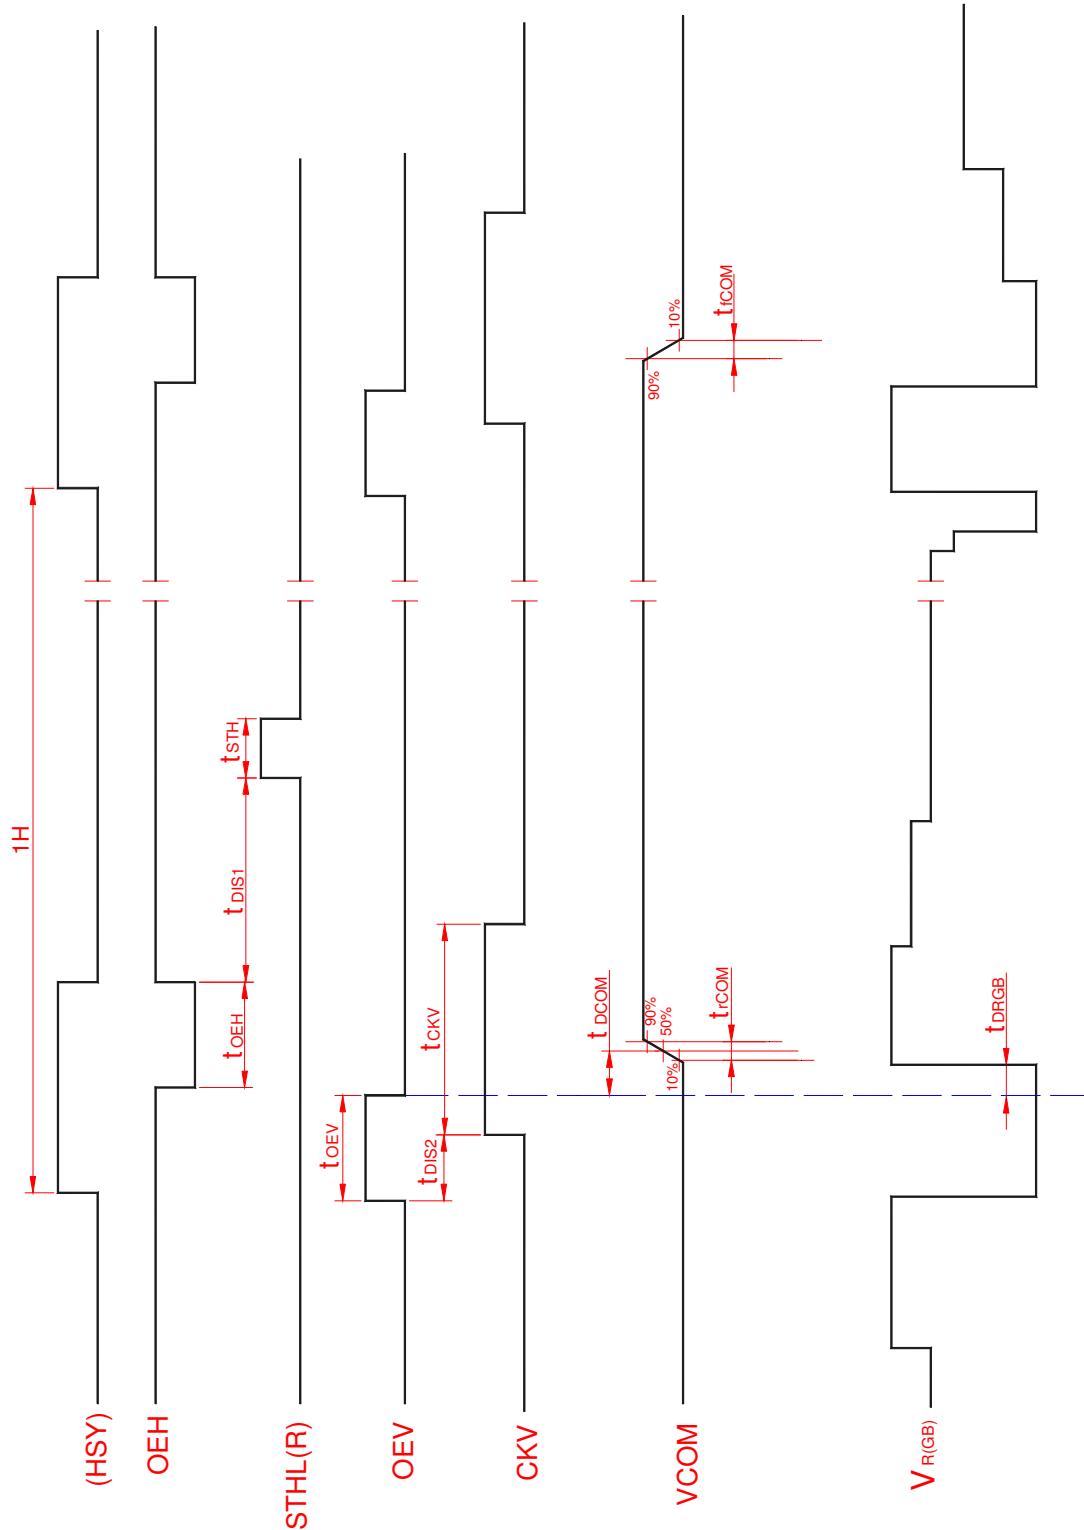 (HSY)
1H
OEH
tOEH
tDIS1
tSTH
STHL(R)
OEV
tOEV
CKV
tDIS2
tCKV
VCOM
tDCOM
10%
50%
90%
trCOM
90%
10%
tfCOM
VR(GB)
tDRGB